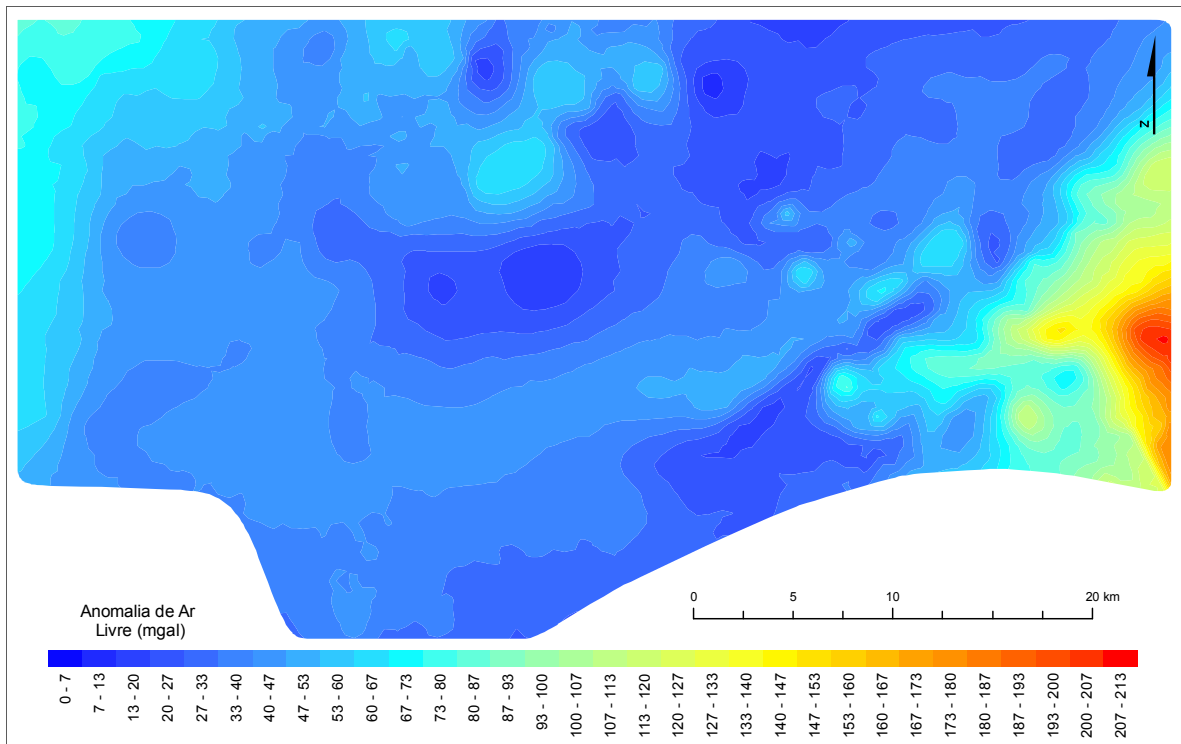 N
0 5 10 20 km
Anomalia de Ar
Livre (mgal)
0 - 7
7 - 13
13 - 20
20 - 27
27 - 33
33 - 40
40 - 47
47 - 53
53 - 60
60 - 67
67 - 73
73 - 80
80 - 87
87 - 93
93 - 100
100 - 107
107 - 113
113 - 120
120 - 127
127 - 133
133 - 140
140 - 147
147 - 153
153 - 160
160 - 167
167 - 173
173 - 180
180 - 187
187 - 193
193 - 200
200 - 207
207 - 213